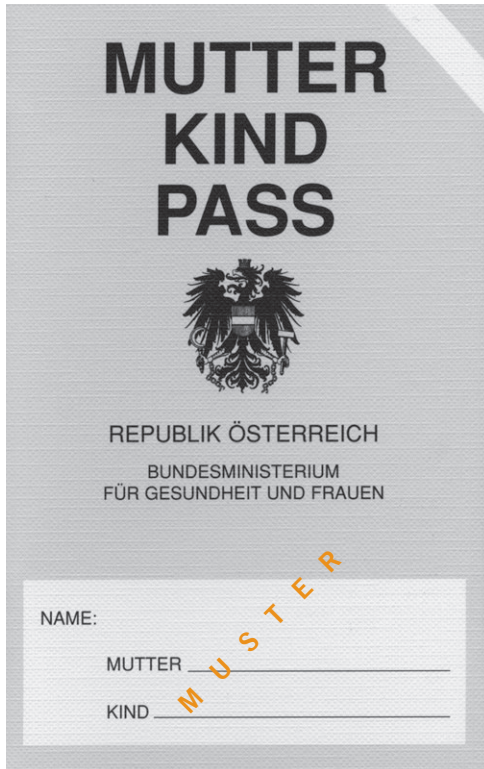 MUTTER
KIND
PASS
REPUBLIK ÖSTERREICH
BUNDESMINISTERIUM
FÜR GESUNDHEIT UND FRAUEN
NAME:
MUTTER
KIND
MUSTER